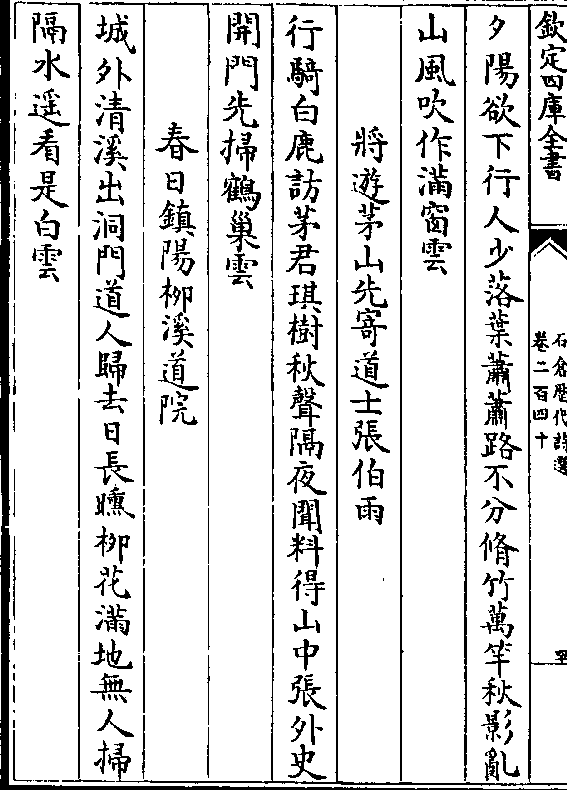 欽定四庫全書
石倉歷代詩選
卷二百四十
夕陽欲下行人少落葉蕭蕭路不分脩竹萬竿秋影亂
山風吹作滿窗雲
將遊茅山先寄道士張伯雨
行騎白鹿訪茅君琪樹秋聲隔夜聞料得山中張外史
開門先掃鶴巢雲
春日鎮陽柳溪道院
城外清溪出洞門道人歸去日長曛柳花滿地無人掃
隔水遥看是白雲